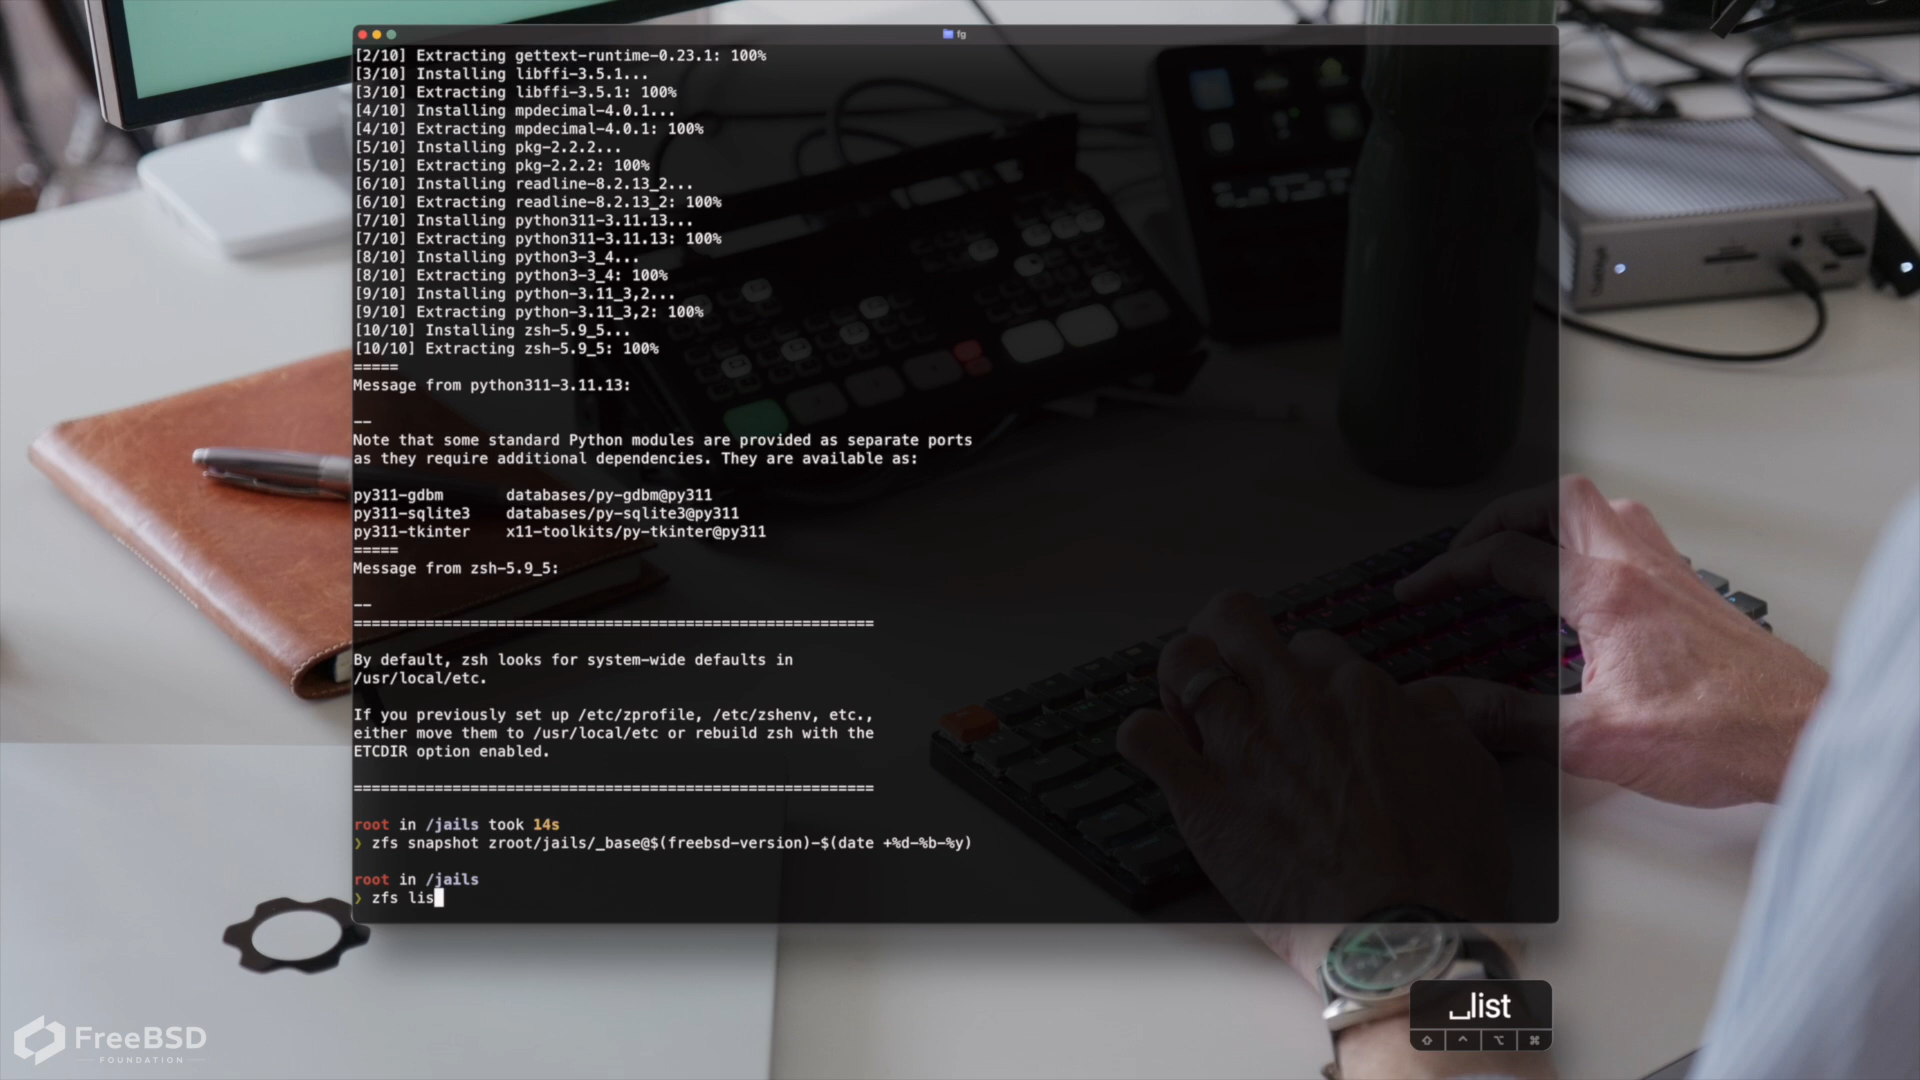 fg
[2/10] Extracting gettext-runtime-0.23.1: 100%
[3/10] Installing libffi-3.5.1...
[3/10] Extracting libffi-3.5.1: 100%
[4/10] Installing mpdecimal-4.0.1...
[4/10] Extracting mpdecimal-4.0.1: 100%
[5/10] Installing pkg-2.2.2...
[5/10] Extracting pkg-2.2.2: 100%
[6/10] Installing readline-8.2.13_2...
[6/10] Extracting readline-8.2.13_2: 100%
[7/10] Installing python311-3.11.13...
[7/10] Extracting python311-3.11.13: 100%
[8/10] Installing python3-3_4...
[8/10] Extracting python3-3_4: 100%
[9/10] Installing python-3.11_3,2...
[9/10] Extracting python-3.11_3,2: 100%
[10/10] Installing zsh-5.9_5...
[10/10] Extracting zsh-5.9_5: 100%
=====
Message from python311-3.11.13:
--
Note that some standard Python modules are provided as separate ports
as they require additional dependencies. They are available as:
py311-gdbm databases/py-gdbm@py311
py311-sqlite3 databases/py-sqlite3@py311
py311-tkinter x11-toolkits/py-tkinter@py311
=====
Message from zsh-5.9_5:
--
==========================================================
By default, zsh looks for system-wide defaults in
/usr/local/etc.
If you previously set up /etc/zprofile, /etc/zshenv, etc.,
either move them to /usr/local/etc or rebuild zsh with the
ETCDIR option enabled.
==========================================================
root in /jails took 14s
❯ zfs snapshot zroot/jails/_base@$(freebsd-version)-$(date +%d-%b-%y)
root in /jails
❯ zfs lis
␣list
⇧ ⌃ ⌥ ⌘
FreeBSD
FOUNDATION